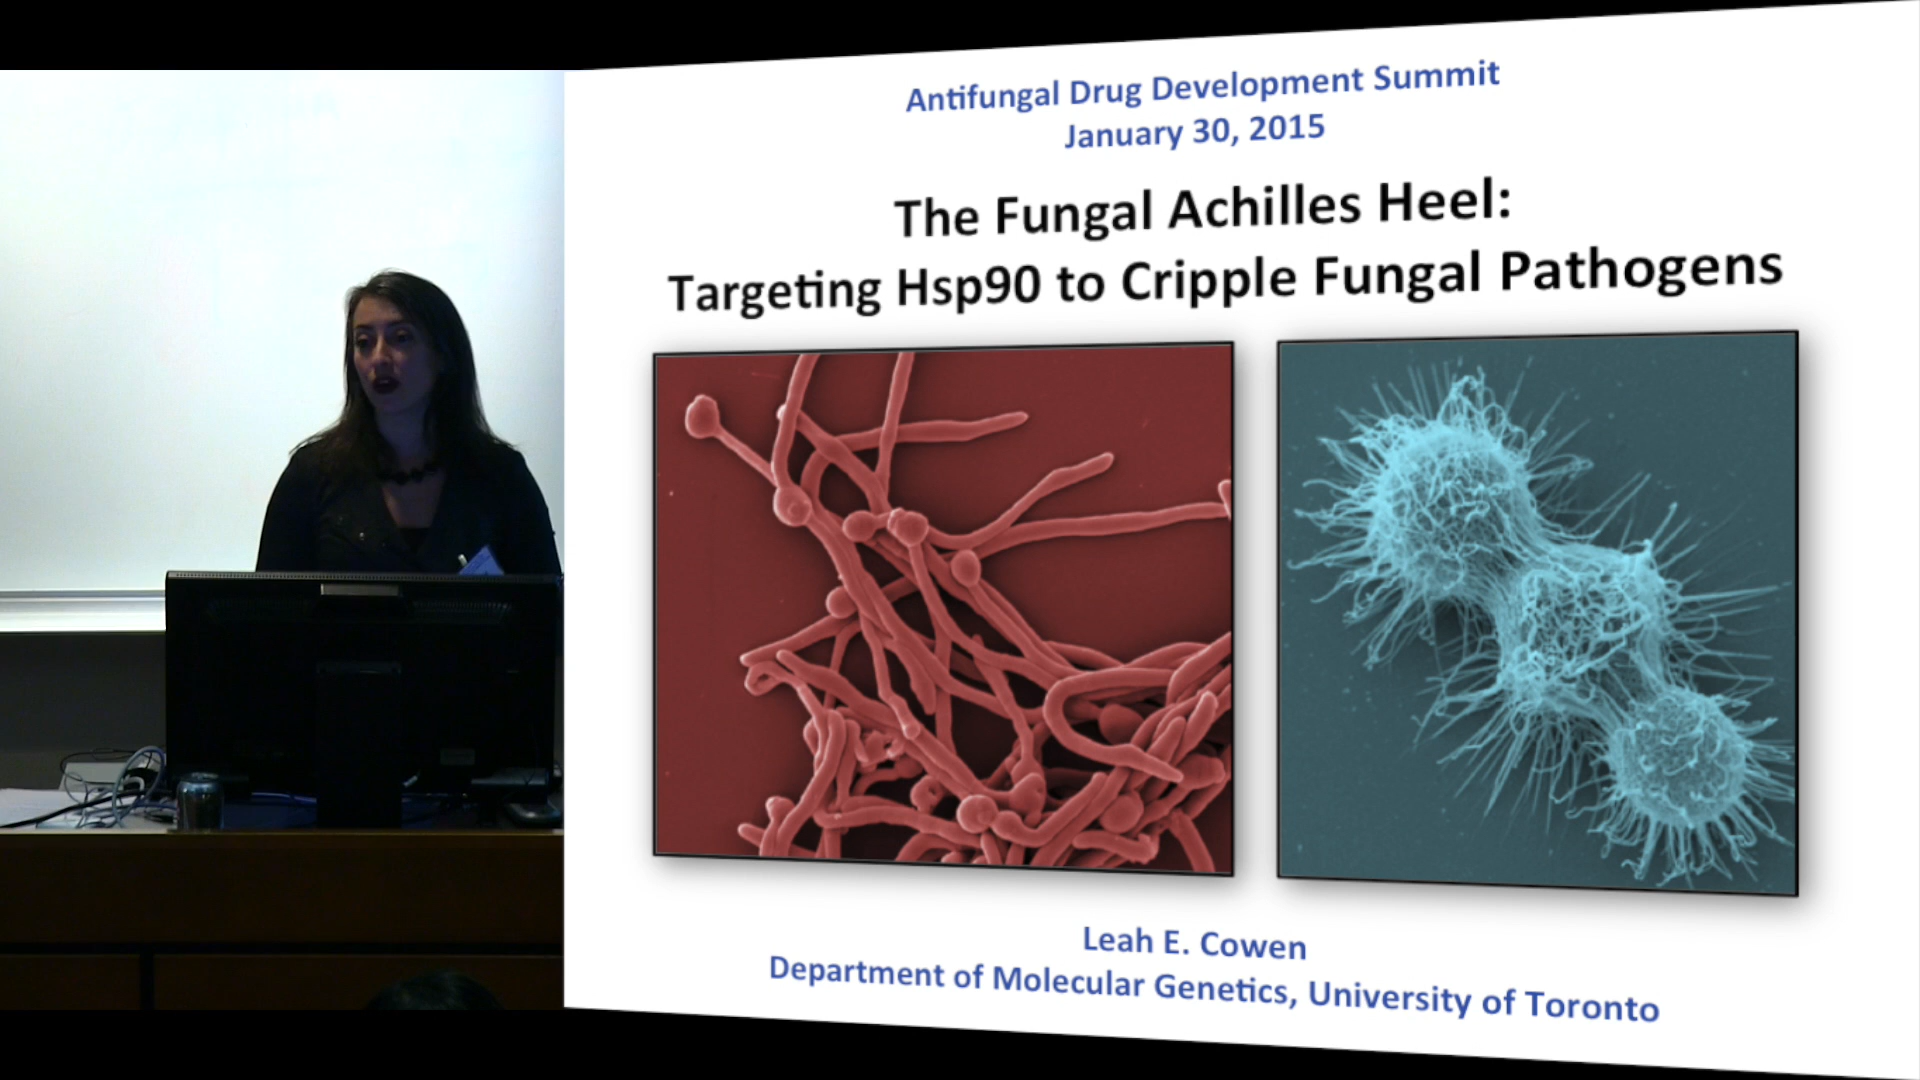 Antifungal Drug Development Summit
January 30, 2015
The Fungal Achilles Heel:
Targeting Hsp90 to Cripple Fungal Pathogens
Leah E. Cowen
Department of Molecular Genetics, University of Toronto